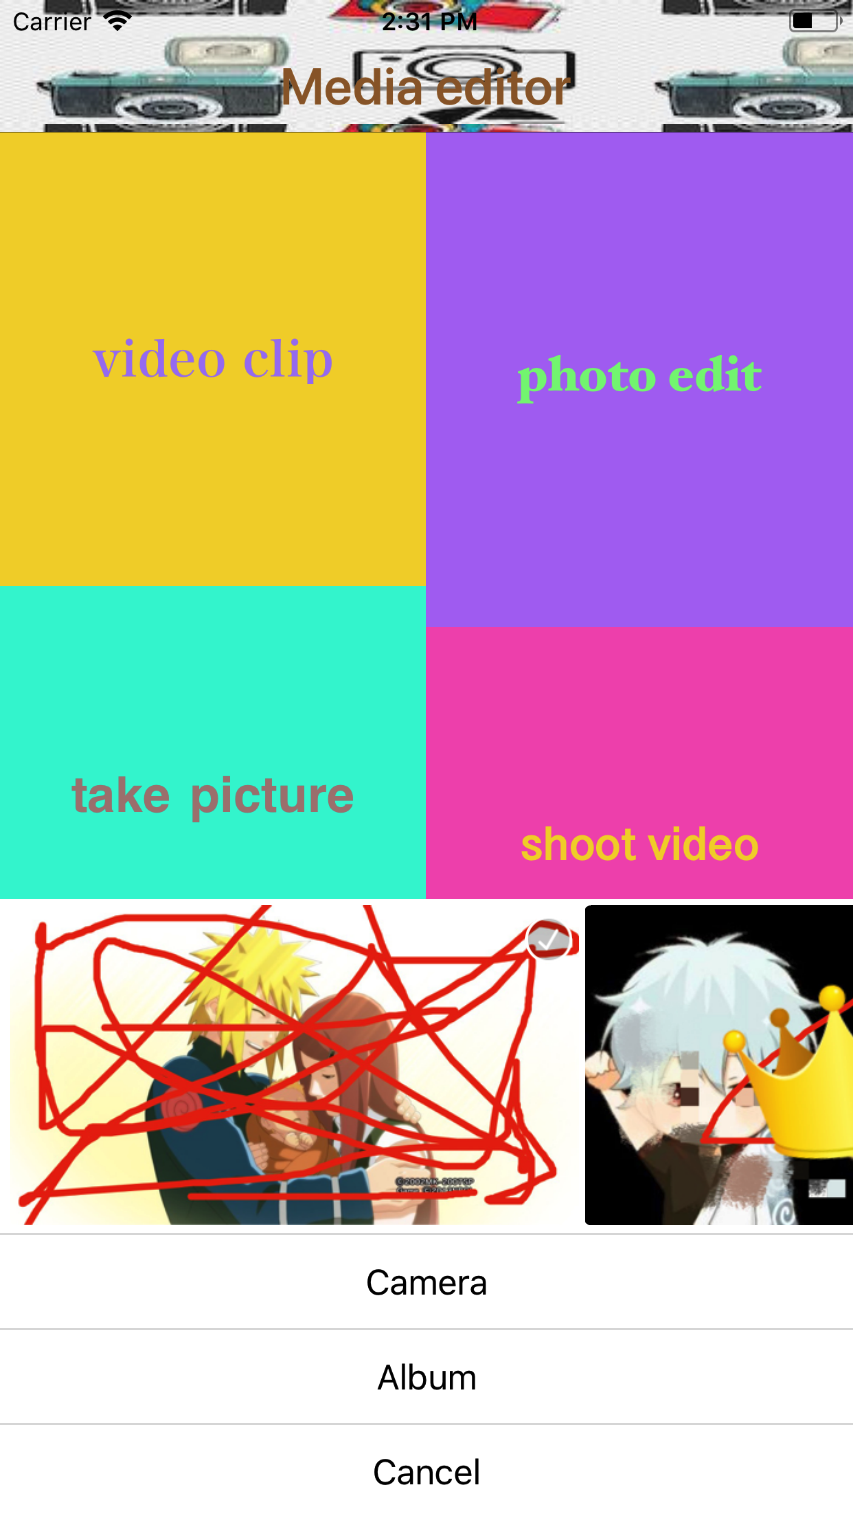 Carrier 2:31 PM
Media editor
video clip
photo edit
take picture
shoot video
Camera
Album
Cancel